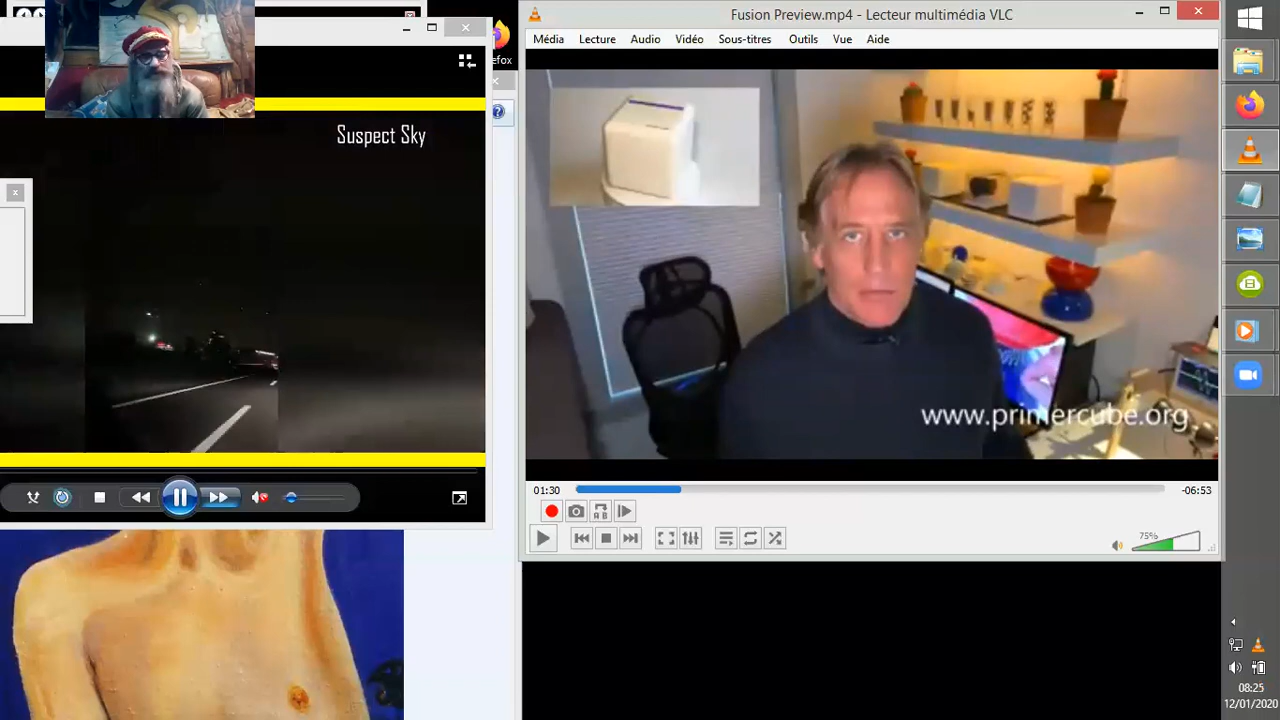 Fusion Preview.mp4 - Lecteur multimédia VLC
Média Lecture Audio Vidéo Sous-titres Outils Vue Aide
efox
Suspect Sky
www.primercube.org
01:30
-06:53
75%
08:25
12/01/2020